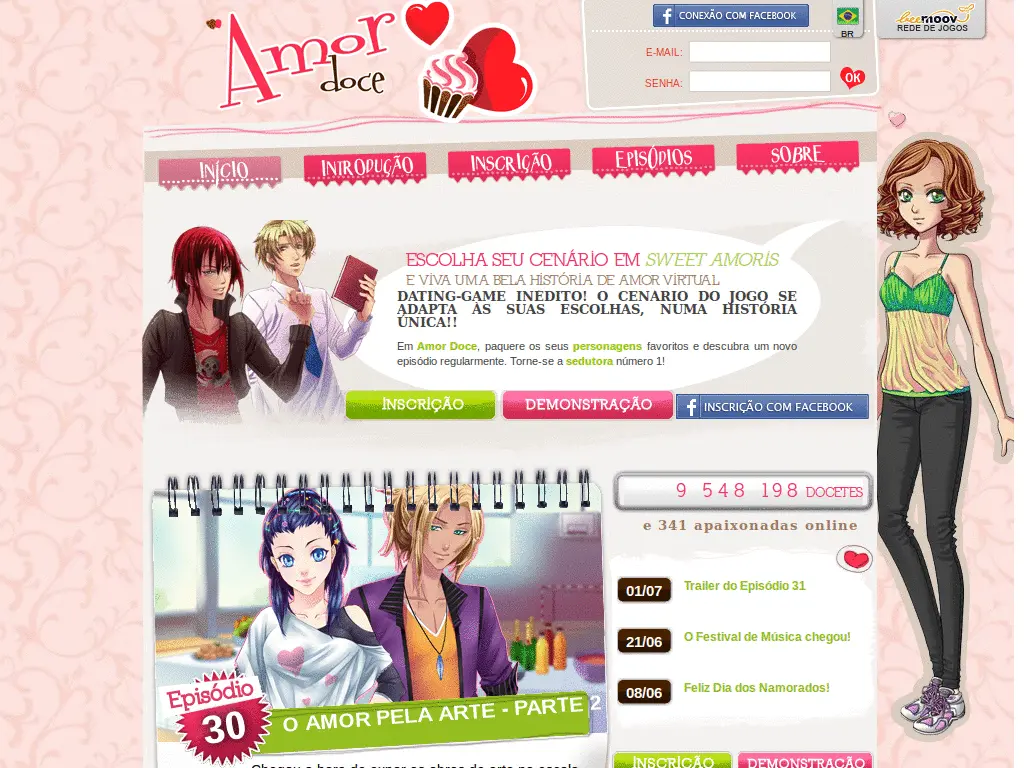 Amor
doce
CONEXÃO COM FACEBOOK
BR
beemoov
REDE DE JOGOS
E-MAIL:
SENHA:
OK
INÍCIO
INTRODUÇÃO
INSCRIÇÃO
EPISÓDIOS
SOBRE
ESCOLHA SEU CENÁRIO EM SWEET AMORIS
E VIVA UMA BELA HISTÓRIA DE AMOR VIRTUAL
DATING-GAME INEDITO! O CENARIO DO JOGO SE
ADAPTA ÀS SUAS ESCOLHAS, NUMA HISTÓRIA
ÚNICA!!
Em Amor Doce, paquere os seus personagens favoritos e descubra um novo
episódio regularmente. Torne-se a sedutora número 1!
INSCRIÇÃO
DEMONSTRAÇÃO
INSCRIÇÃO COM FACEBOOK
9 548 198 DOCETES
e 341 apaixonadas online
01/07 Trailer do Episódio 31
21/06 O Festival de Música chegou!
08/06 Feliz Dia dos Namorados!
Episódio
30
O AMOR PELA ARTE - PARTE 2
INSCRIÇÃO
DEMONSTRAÇÃO